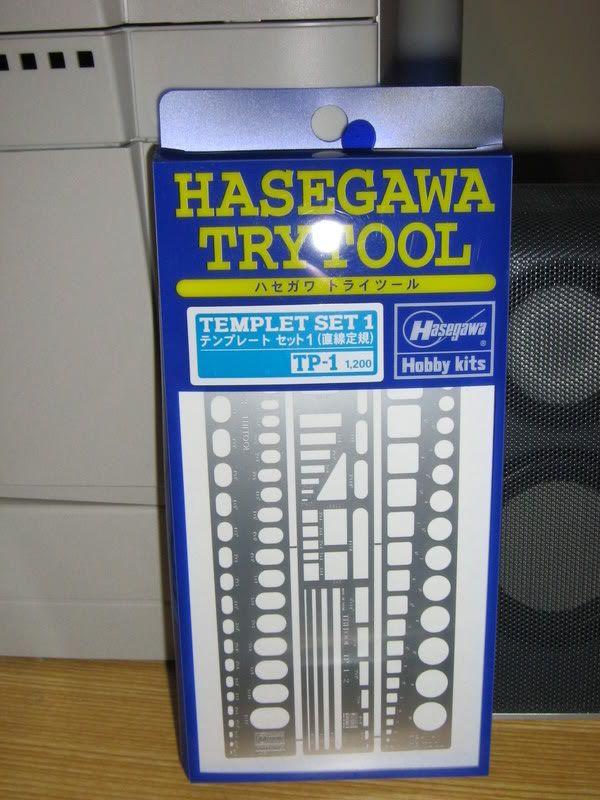 HASEGAWA
TRYTOOL
ハセガワ トライツール
TEMPLET SET 1
テンプレート セット1 (直線定規)
TP-1 1,200
Hasegawa ®
Hobby kits
TRYTOOL